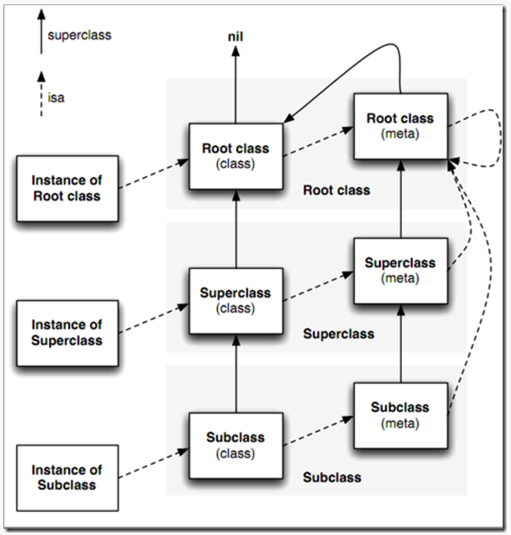 superclass
isa
nil
Root class
(meta)
Root class
(class)
Instance of
Root class
Root class
Superclass
(meta)
Superclass
(class)
Instance of
Superclass
Superclass
Subclass
(meta)
Subclass
(class)
Instance of
Subclass
Subclass